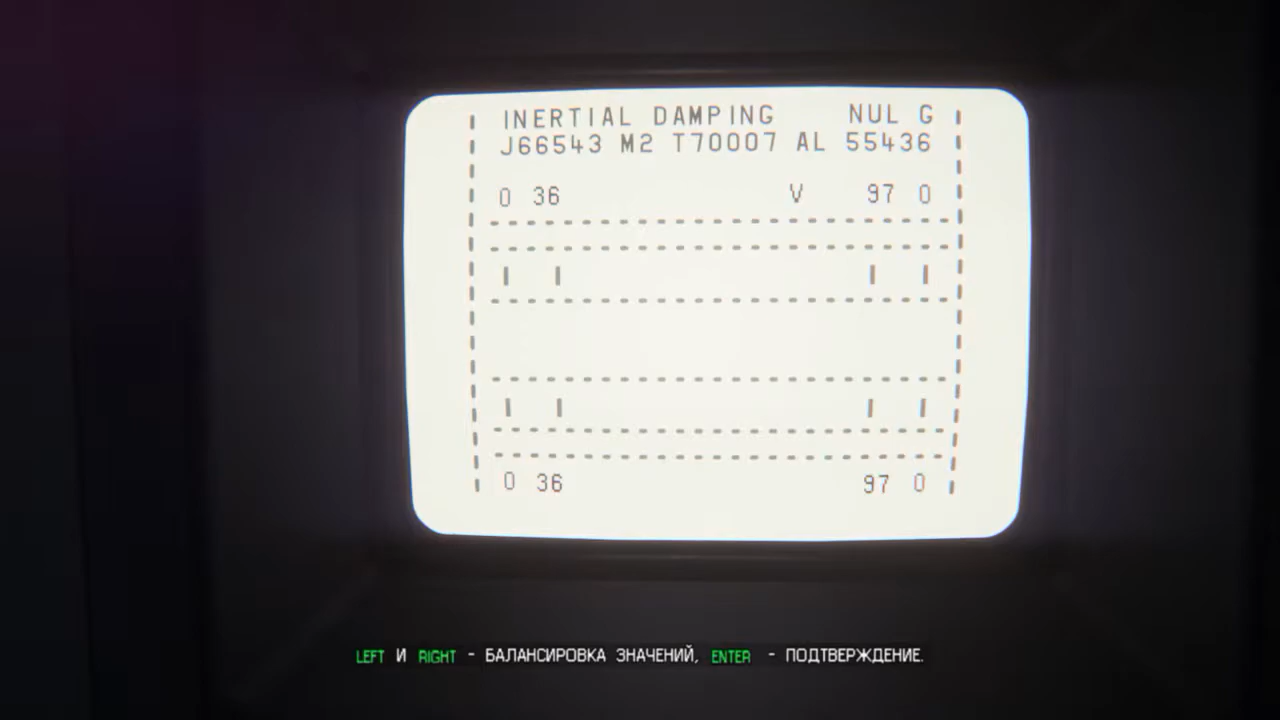 INERTIAL DAMPING NUL G
J66543 M2 T70007 AL 55436
0 36 V 97 0
0 36 97 0
LEFT И RIGHT - БАЛАНСИРОВКА ЗНАЧЕНИЙ, ENTER - ПОДТВЕРЖДЕНИЕ.